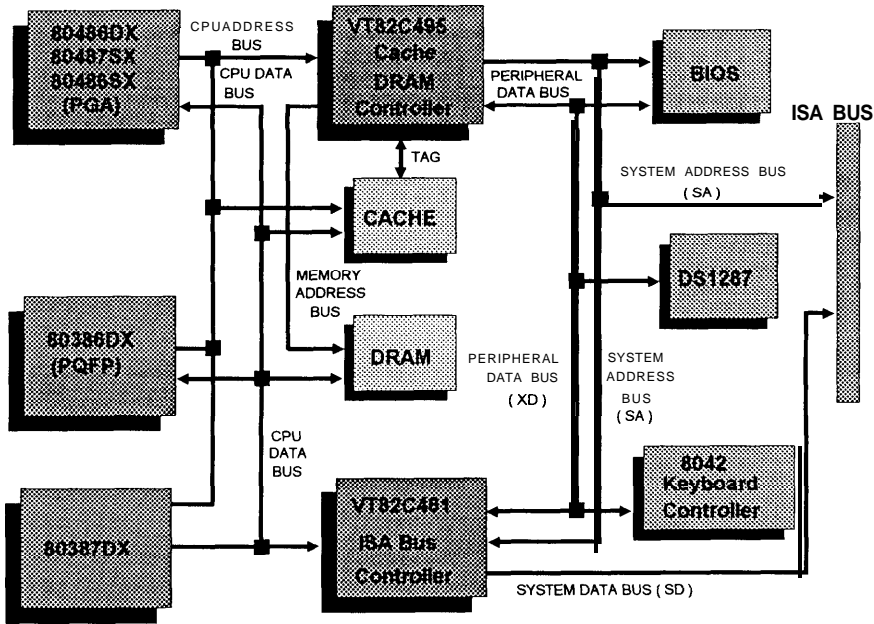 80486DX
80487SX
80486SX
(PGA)
CPUADDRESS
BUS
CPU DATA
BUS
VT82C495
Cache
DRAM
Controller
PERIPHERAL
DATA BUS
BIOS
ISA BUS
TAG
CACHE
SYSTEM ADDRESS BUS
( SA )
MEMORY
ADDRESS
BUS
DS1287
80386DX
(PQFP)
DRAM
PERIPHERAL
DATA BUS
( XD )
SYSTEM
ADDRESS
BUS
( SA )
CPU
DATA
BUS
8042
Keyboard
Controller
80387DX
VT82C481
ISA Bus
Controller
SYSTEM DATA BUS ( SD )